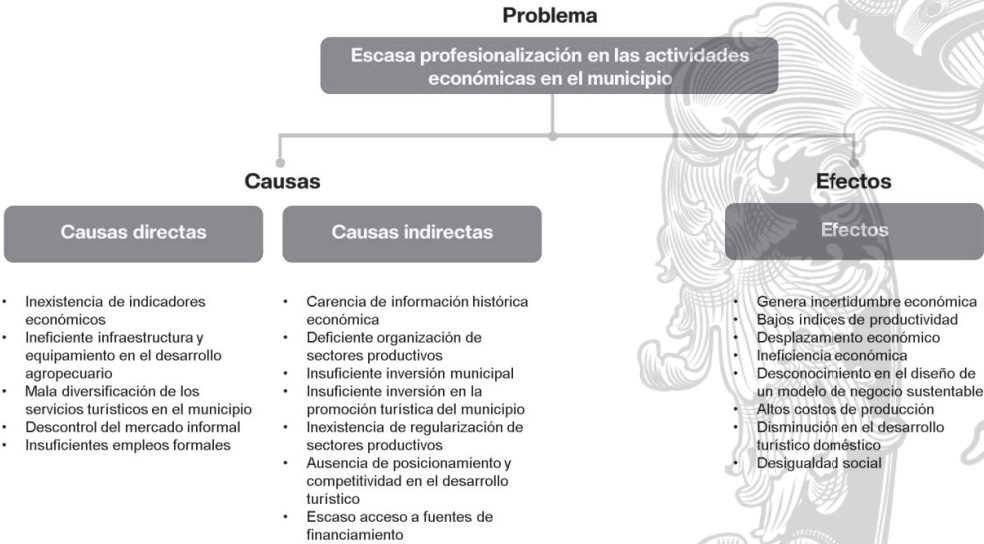 Problema
Escasa profesionalización en las actividades
económicas en el municipio
Causas
Causas directas
• Inexistencia de indicadores
económicos
• Ineficiente infraestructura y
equipamiento en el desarrollo
agropecuario
• Mala diversificación de los
servicios turísticos en el municipio
• Descontrol del mercado informal
• Insuficientes empleos formales
Causas indirectas
• Carencia de información histórica
económica
• Deficiente organización de
sectores productivos
• Insuficiente inversión municipal
• Insuficiente inversión en la
promoción turística del municipio
• Inexistencia de regularización de
sectores productivos
• Ausencia de posicionamiento y
competitividad en el desarrollo
turístico
• Escaso acceso a fuentes de
financiamiento
Efectos
Efectos
• Genera incertidumbre económica
• Bajos índices de productividad
• Desplazamiento económico
• Ineficiencia económica
• Desconocimiento en el diseño de
un modelo de negocio sustentable
• Altos costos de producción
• Disminución en el desarrollo
turístico doméstico
• Desigualdad social